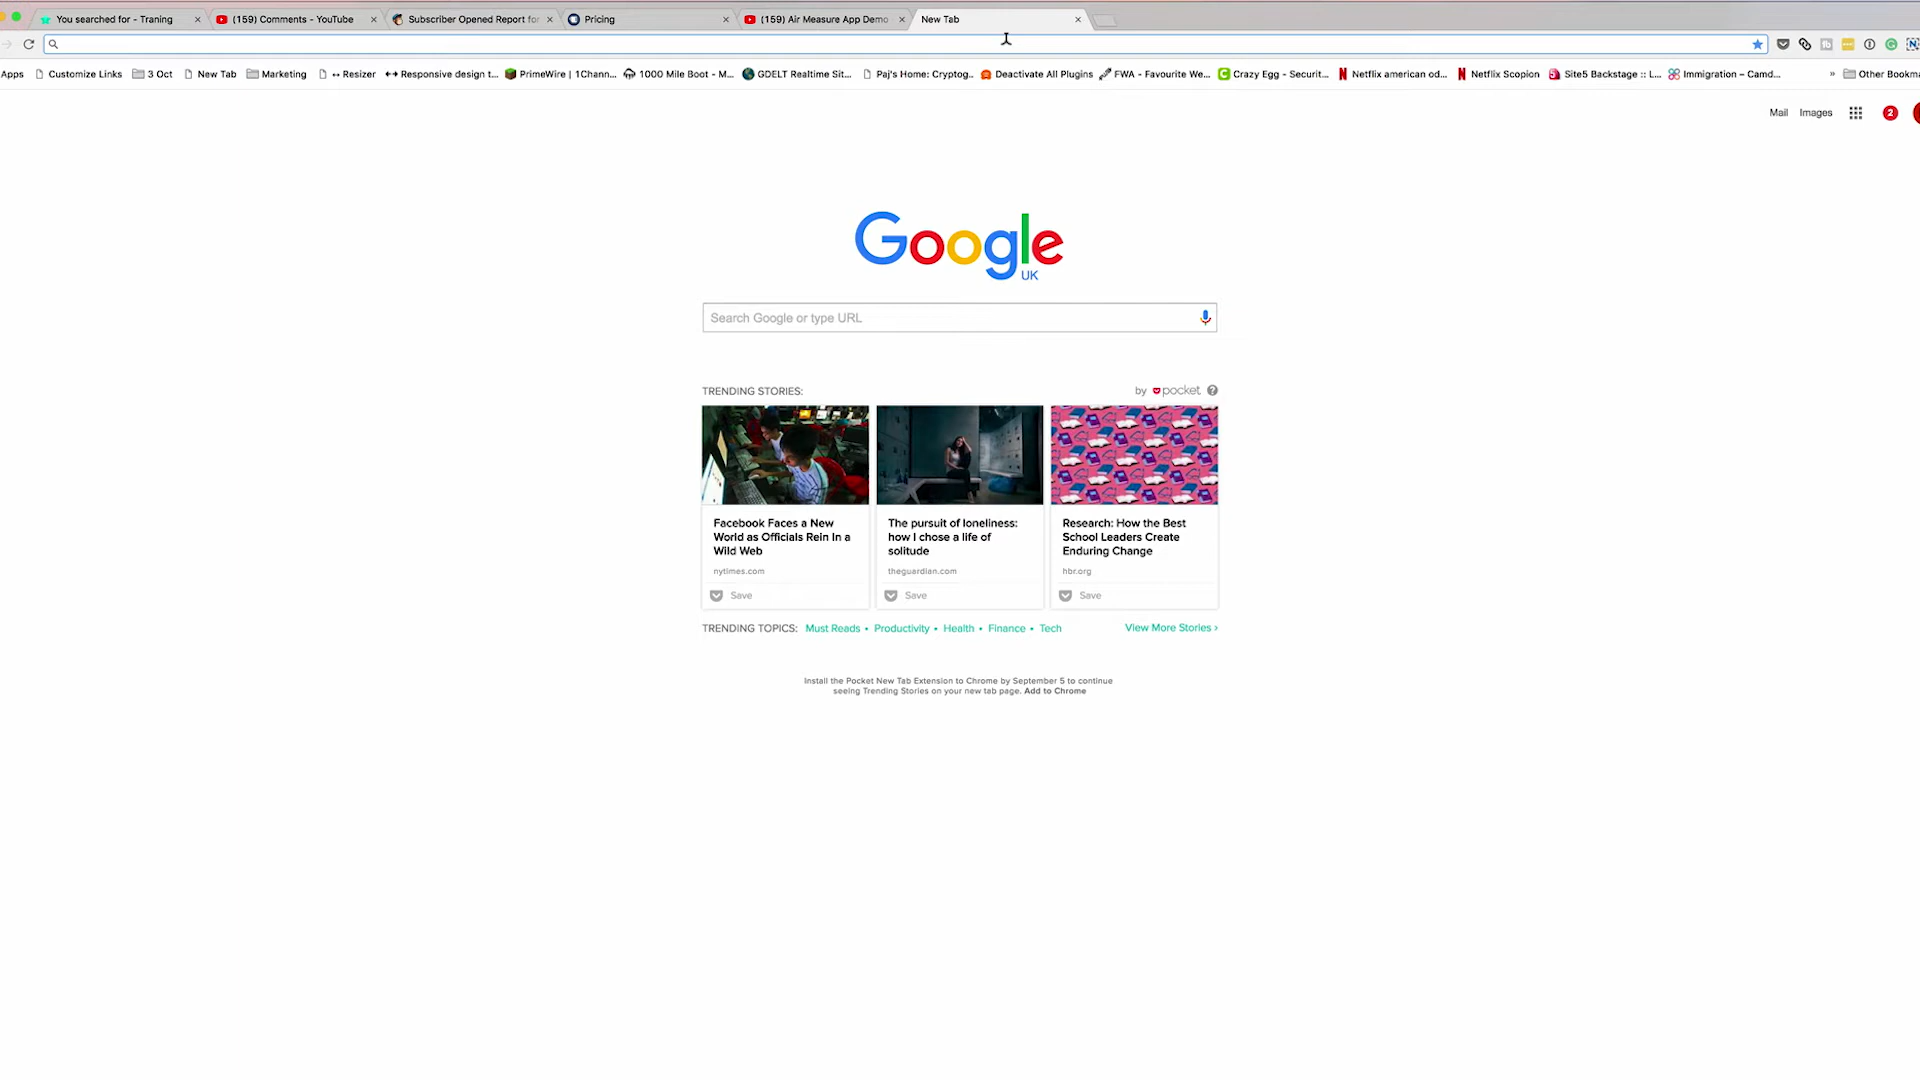 You searched for - Traning
(159) Comments - YouTube
Subscriber Opened Report for
Pricing
(159) Air Measure App Demo
New Tab
Apps
Customize Links
3 Oct
New Tab
Marketing
↔ Resizer
Responsive design t...
PrimeWire | 1Chann...
1000 Mile Boot - M...
GDELT Realtime Sit...
Paj's Home: Cryptog...
Deactivate All Plugins
FWA - Favourite We...
Crazy Egg - Securit...
Netflix american od...
Netflix Scopion
Site5 Backstage :: L...
Immigration – Camd...
»
Other Bookma
Mail
Images
2
Google
UK
Search Google or type URL
TRENDING STORIES:
by pocket ?
Facebook Faces a New
World as Officials Rein In a
Wild Web
nytimes.com
Save
The pursuit of loneliness:
how I chose a life of
solitude
theguardian.com
Save
Research: How the Best
School Leaders Create
Enduring Change
hbr.org
Save
TRENDING TOPICS: Must Reads • Productivity • Health • Finance • Tech
View More Stories ›
Install the Pocket New Tab Extension to Chrome by September 5 to continue
seeing Trending Stories on your new tab page. Add to Chrome